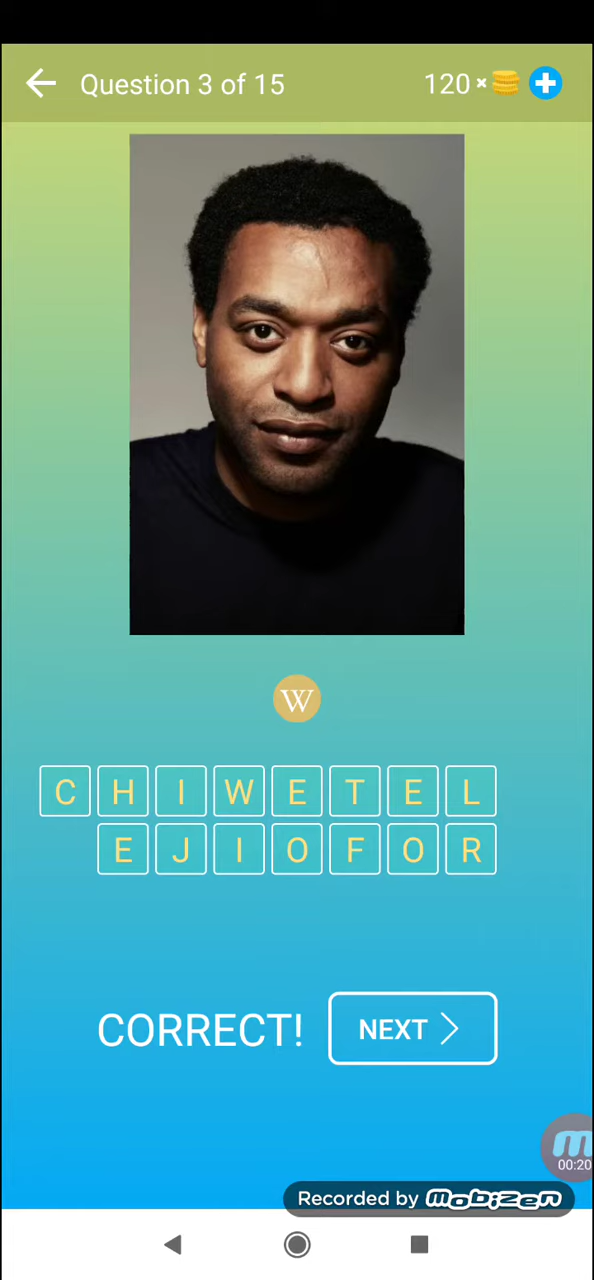 Question 3 of 15
120 ×
W
CHIWETEL
EJIOFOR
CORRECT!
NEXT
m
00:20
Recorded by mobizen